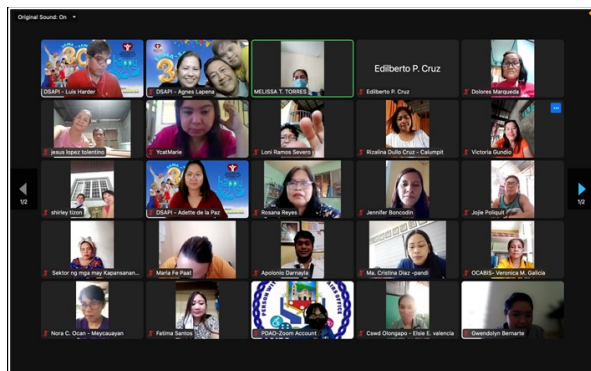 Original Sound: On
DSAPI - Luis Harder
DSAPI - Agnes Lapena
MELISSA T. TORRES
Edilberto P. Cruz
Edilberto P. Cruz
Dolores Marqueda
jesus lopez tolentino
YcatMarie
Loni Ramos Severo
Rizalina Dullo Cruz - Calumpit
Victoria Gundio
1/2
1/2
shirley tizon
DSAPI - Adette de la Paz
Rosana Reyes
Jennifer Boncodin
Jojie Poliquit
Sektor ng mga may Kapansanan...
Maria Fe Paat
Apolonio Darnayla
Ma. Cristina Diaz -pandi
OCABIS- Veronica M. Galicia
Nora C. Ocan - Meycauayan
Fatima Santos
PDAO-Zoom Account
Cswd Olongapo - Elsie E. valencia
Gwendolyn Bernarte